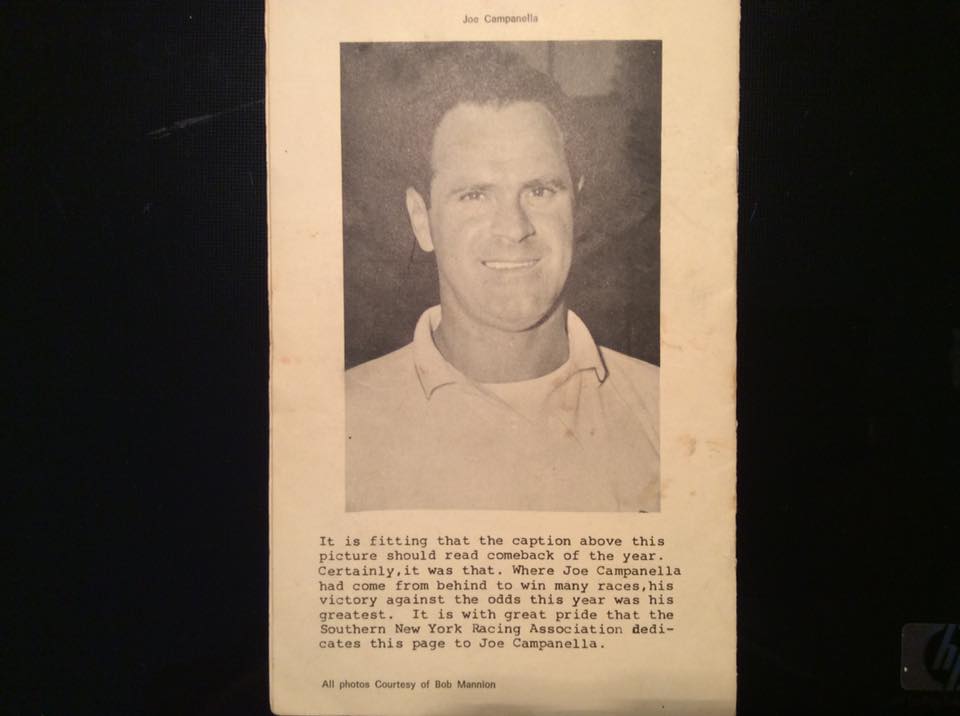 Joe Campanella
It is fitting that the caption above this
picture should read comeback of the year.
Certainly,it was that. Where Joe Campanella
had come from behind to win many races,his
victory against the odds this year was his
greatest. It is with great pride that the
Southern New York Racing Association dedi-
cates this page to Joe Campanella.
All photos Courtesy of Bob Mannion
hp